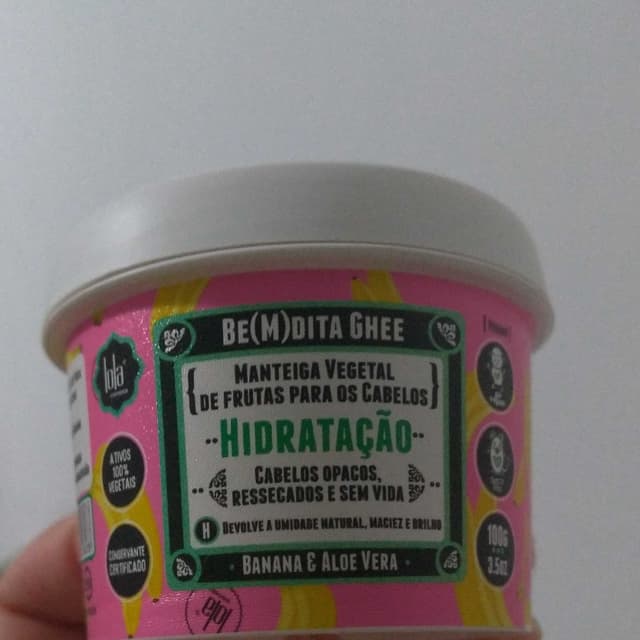 BE(M)DITA GHEE
MANTEIGA VEGETAL
DE FRUTAS PARA OS CABELOS
HIDRATAÇÃO
CABELOS OPACOS,
RESSECADOS E SEM VIDA
H DEVOLVE A UMIDADE NATURAL, MACIEZ E BRILHO
BANANA & ALOE VERA
lola
ATIVOS
100%
VEGETAIS
CONSERVANTE
CERTIFICADO
lola
100g
3.5oz